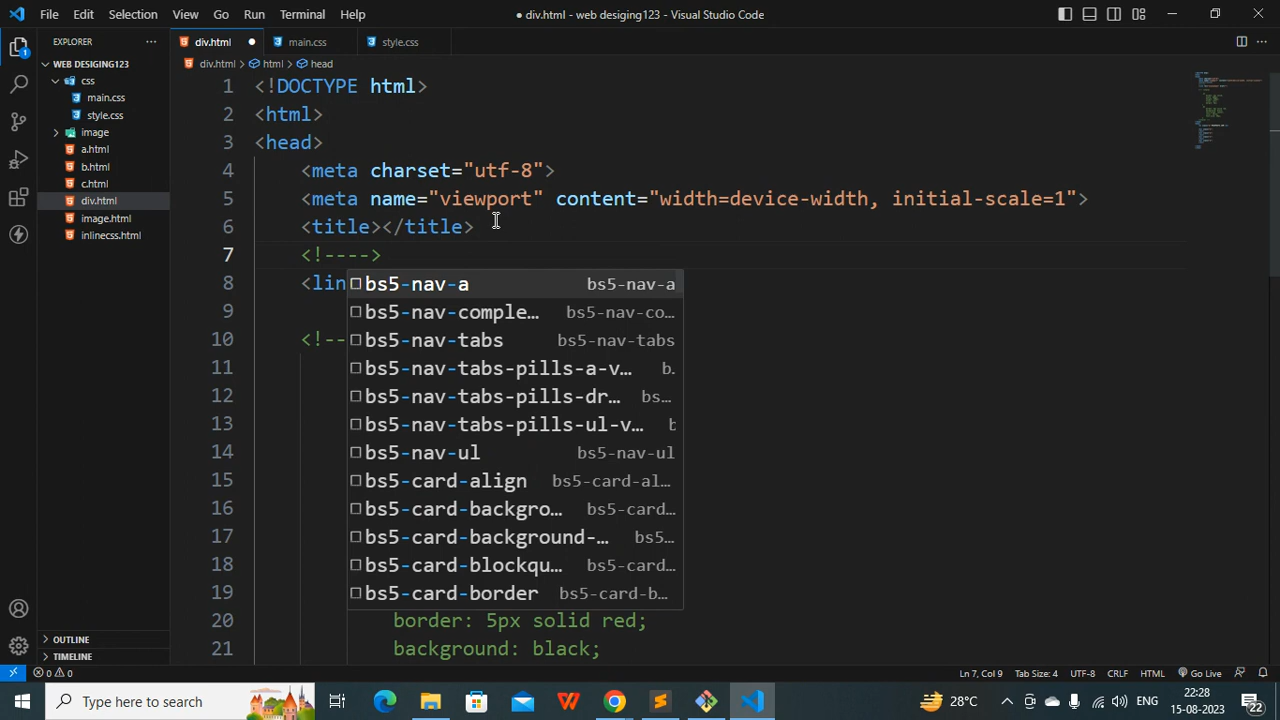 File Edit Selection View Go Run Terminal Help
● div.html - web desiging123 - Visual Studio Code
EXPLORER
WEB DESIGING123
css
main.css
style.css
image
a.html
b.html
c.html
div.html
image.html
inlinecss.html
OUTLINE
TIMELINE
div.html ● main.css style.css
div.html > html > head
1 <!DOCTYPE html>
2 <html>
3 <head>
4 <meta charset="utf-8">
5 <meta name="viewport" content="width=device-width, initial-scale=1">
6 <title></title>
7 <!---->
8 <lin
9
10 <!--
11
12
13
14
15
16
17
18
19
20 border: 5px solid red;
21 background: black;
bs5-nav-a bs5-nav-a
bs5-nav-comple… bs5-nav-co…
bs5-nav-tabs bs5-nav-tabs
bs5-nav-tabs-pills-a-v… b…
bs5-nav-tabs-pills-dr… bs…
bs5-nav-tabs-pills-ul-v… b
bs5-nav-ul bs5-nav-ul
bs5-card-align bs5-card-al…
bs5-card-backgro… bs5-card…
bs5-card-background-… bs5…
bs5-card-blockqu… bs5-card…
bs5-card-border bs5-card-b…
0 0 Ln 7, Col 9 Tab Size: 4 UTF-8 CRLF HTML Go Live
Type here to search
28°C ENG 22:28 15-08-2023 22